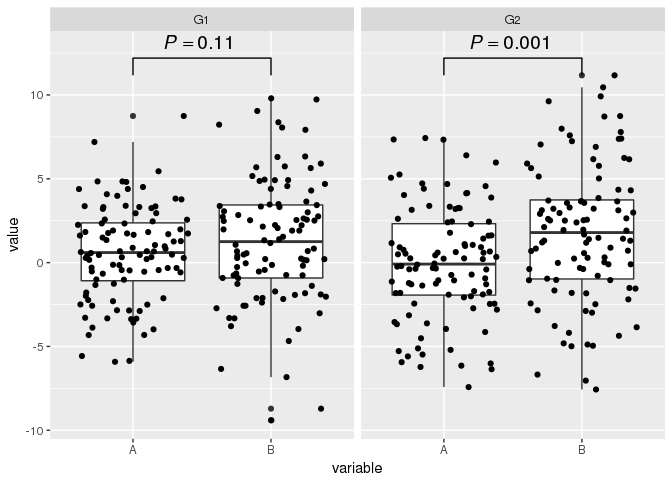 G1
G2
P = 0.11
P = 0.001
10
5
0
-5
-10
value
A
B
A
B
variable